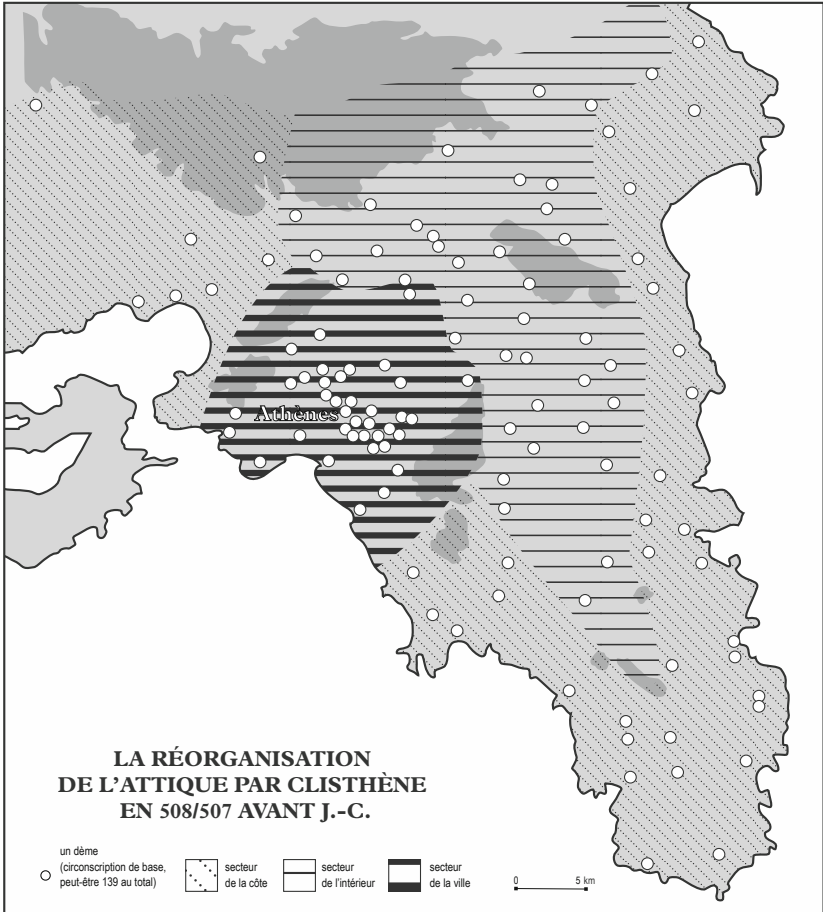 Athènes
LA RÉORGANISATION
DE L'ATTIQUE PAR CLISTHÈNE
EN 508/507 AVANT J.-C.
un dème
(circonscription de base,
peut-être 139 au total)
secteur
de la côte
secteur
de l'intérieur
secteur
de la ville
0 5 km